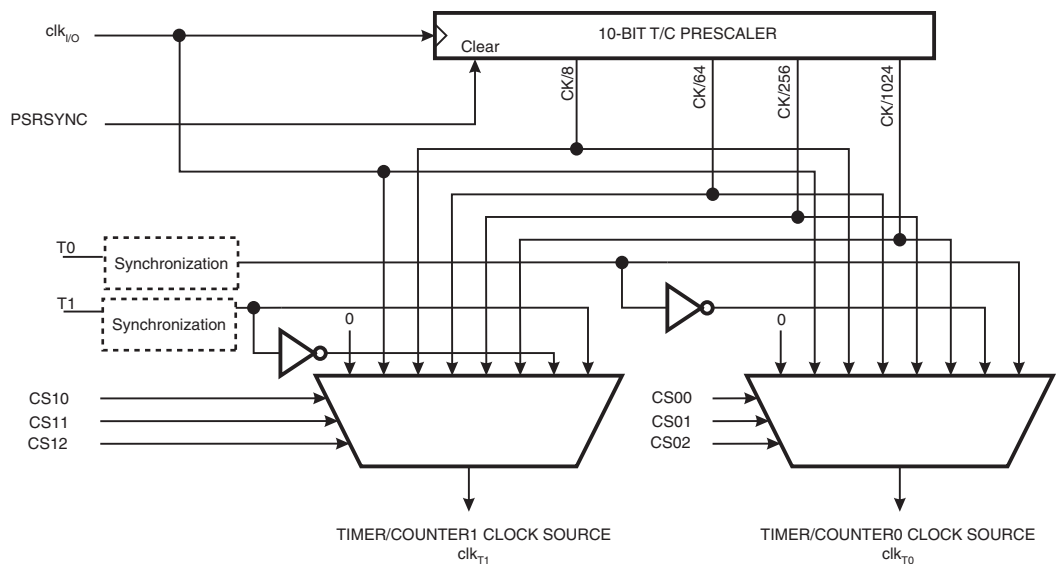 clkI/O
10-BIT T/C PRESCALER
Clear
CK/8
CK/64
CK/256
CK/1024
PSRSYNC
T0
Synchronization
T1
Synchronization
0
0
CS10
CS11
CS12
CS00
CS01
CS02
TIMER/COUNTER1 CLOCK SOURCE
clkT1
TIMER/COUNTER0 CLOCK SOURCE
clkT0